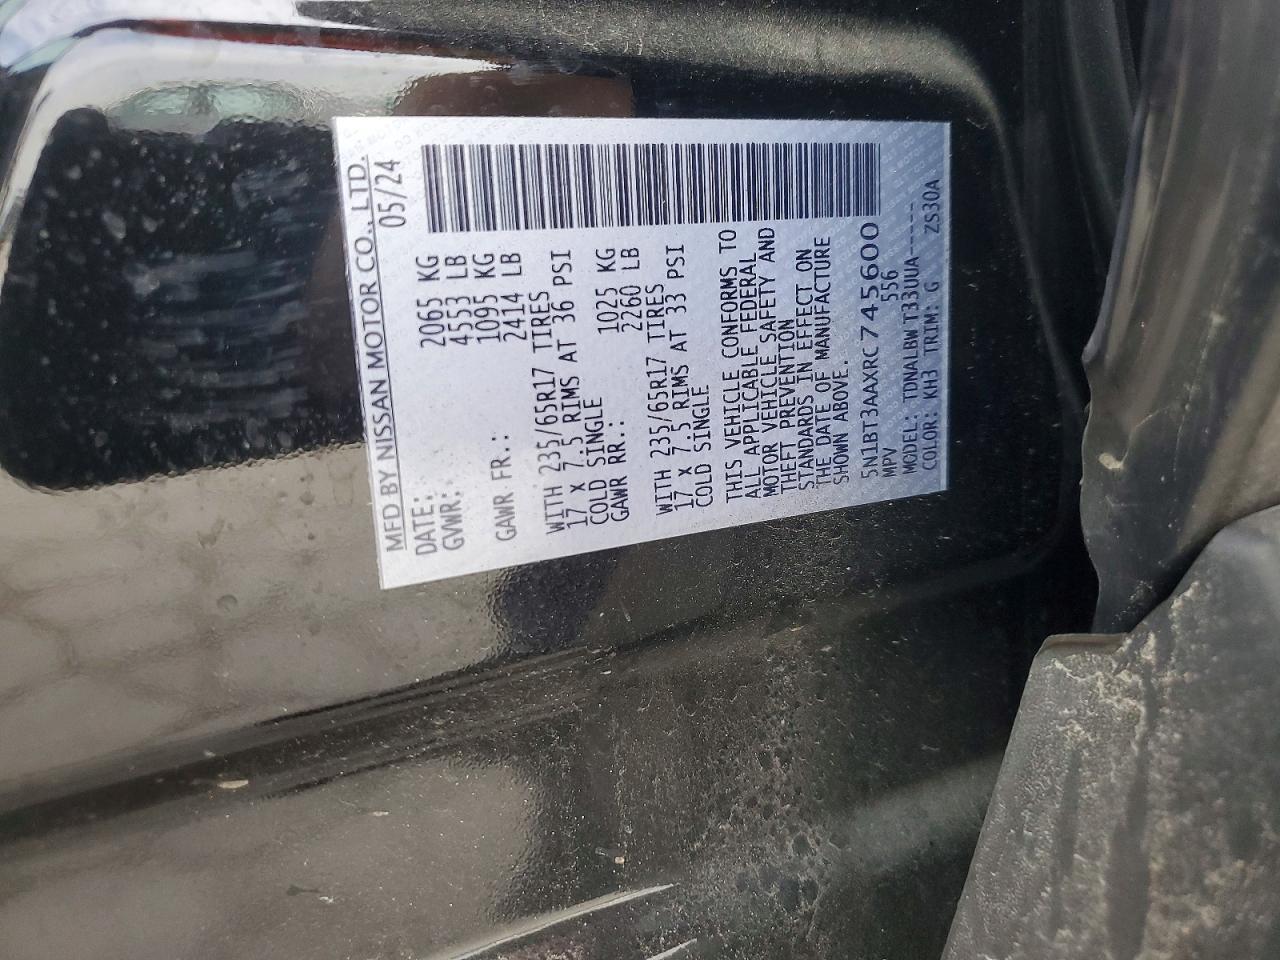 MFD BY NISSAN MOTOR CO., LTD.
DATE: 05/24
GVWR: 2065 KG
4553 LB
GAWR FR.: 1095 KG
2414 LB
WITH 235/65R17 TIRES
17 x 7.5 RIMS AT 36 PSI
COLD SINGLE
GAWR RR.: 1025 KG
2260 LB
WITH 235/65R17 TIRES
17 x 7.5 RIMS AT 33 PSI
COLD SINGLE
THIS VEHICLE CONFORMS TO
ALL APPLICABLE FEDERAL
MOTOR VEHICLE SAFETY AND
THEFT PREVENTION
STANDARDS IN EFFECT ON
THE DATE OF MANUFACTURE
SHOWN ABOVE.
5N1BT3AAXRC745600
MPV 556
MODEL: TDNALBWT33UUA-----
COLOR: KH3 TRIM: G ZS30A